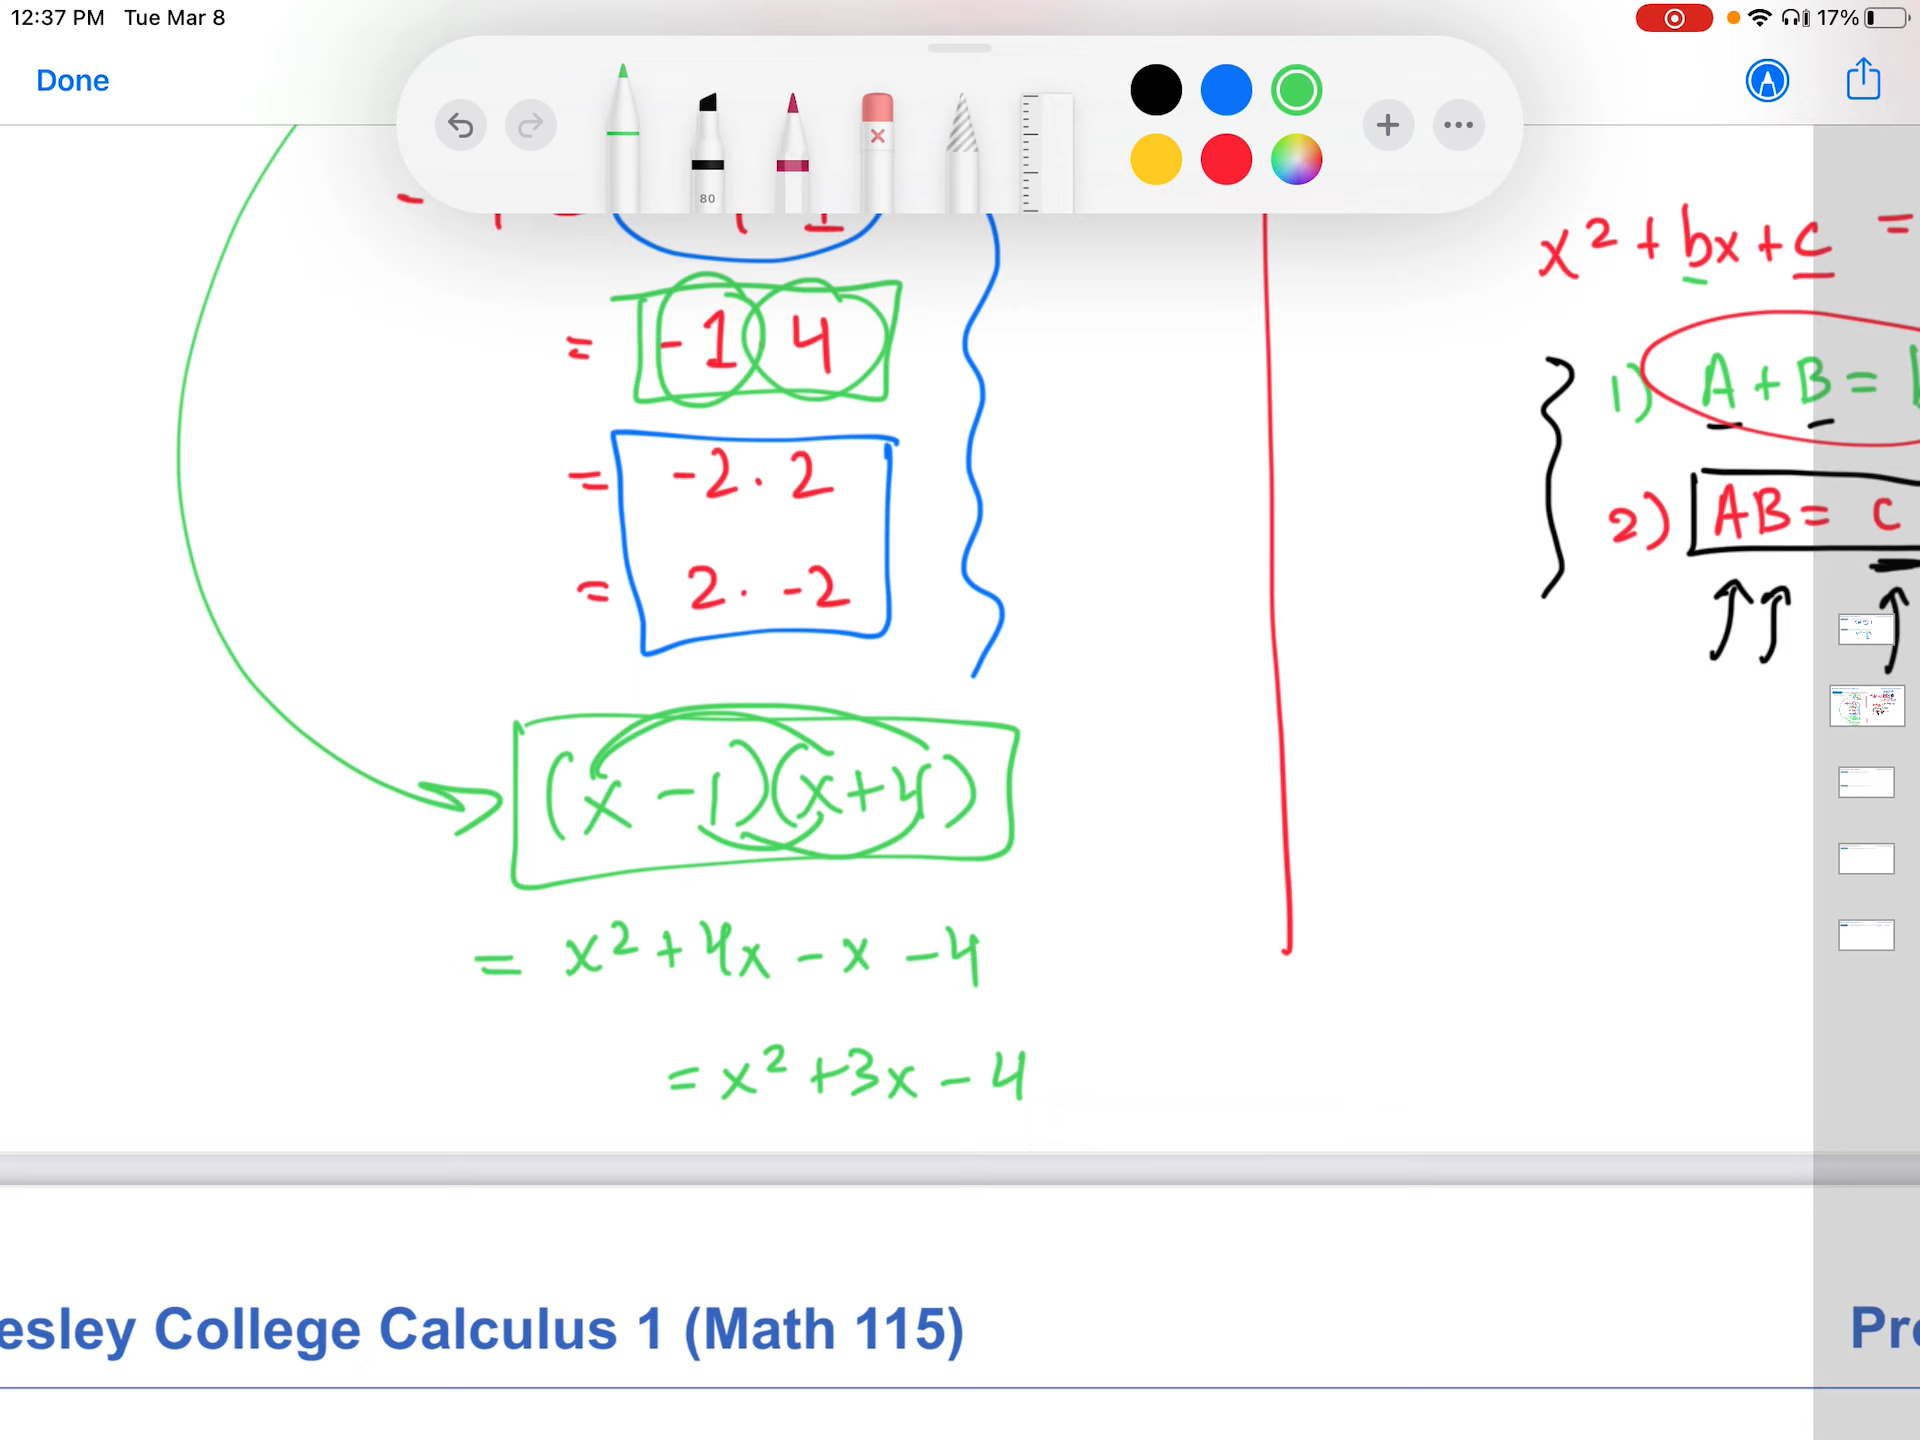 12:37 PM Tue Mar 8
17%
Done
80
= -1 4
= -2 · 2
= 2 · -2
(x - 1)(x + 4)
= x² + 4x - x - 4
= x² + 3x - 4
x² + bx + c =
1) A + B =
2) AB = c
esley College Calculus 1 (Math 115)
Pr